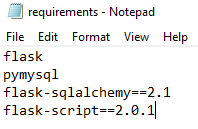 requirements - Notepad
File Edit Format View Help
flask
pymysql
flask-sqlalchemy==2.1
flask-script==2.0.1